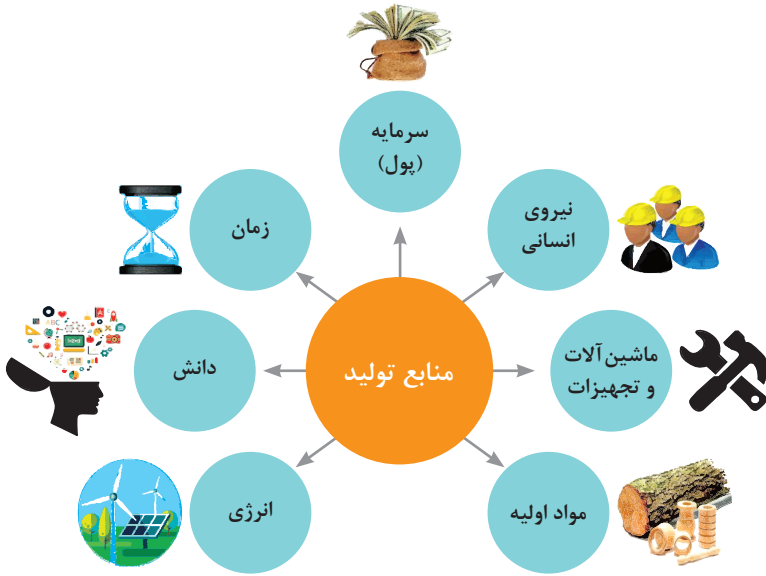 سرمایه
(پول)
نیروی
انسانی
زمان
ماشین‌آلات
و تجهیزات
منابع تولید
دانش
مواد اولیه
انرژی